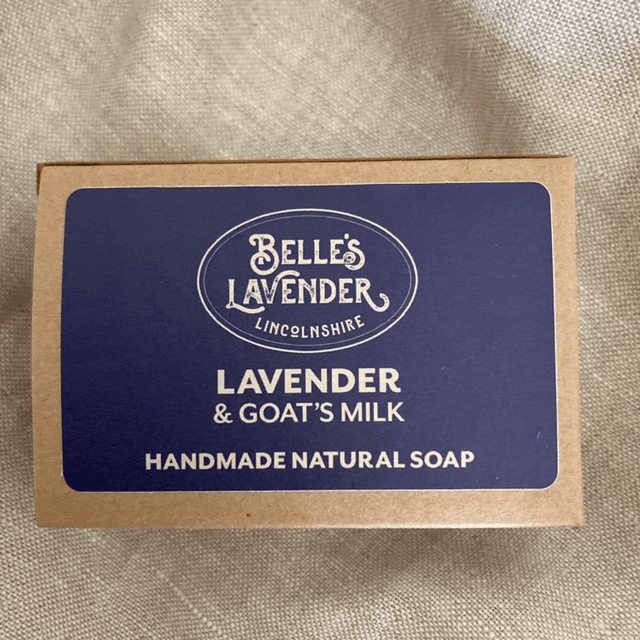 BELLE'S
LAVENDER
LINCOLNSHIRE
LAVENDER
& GOAT'S MILK
HANDMADE NATURAL SOAP